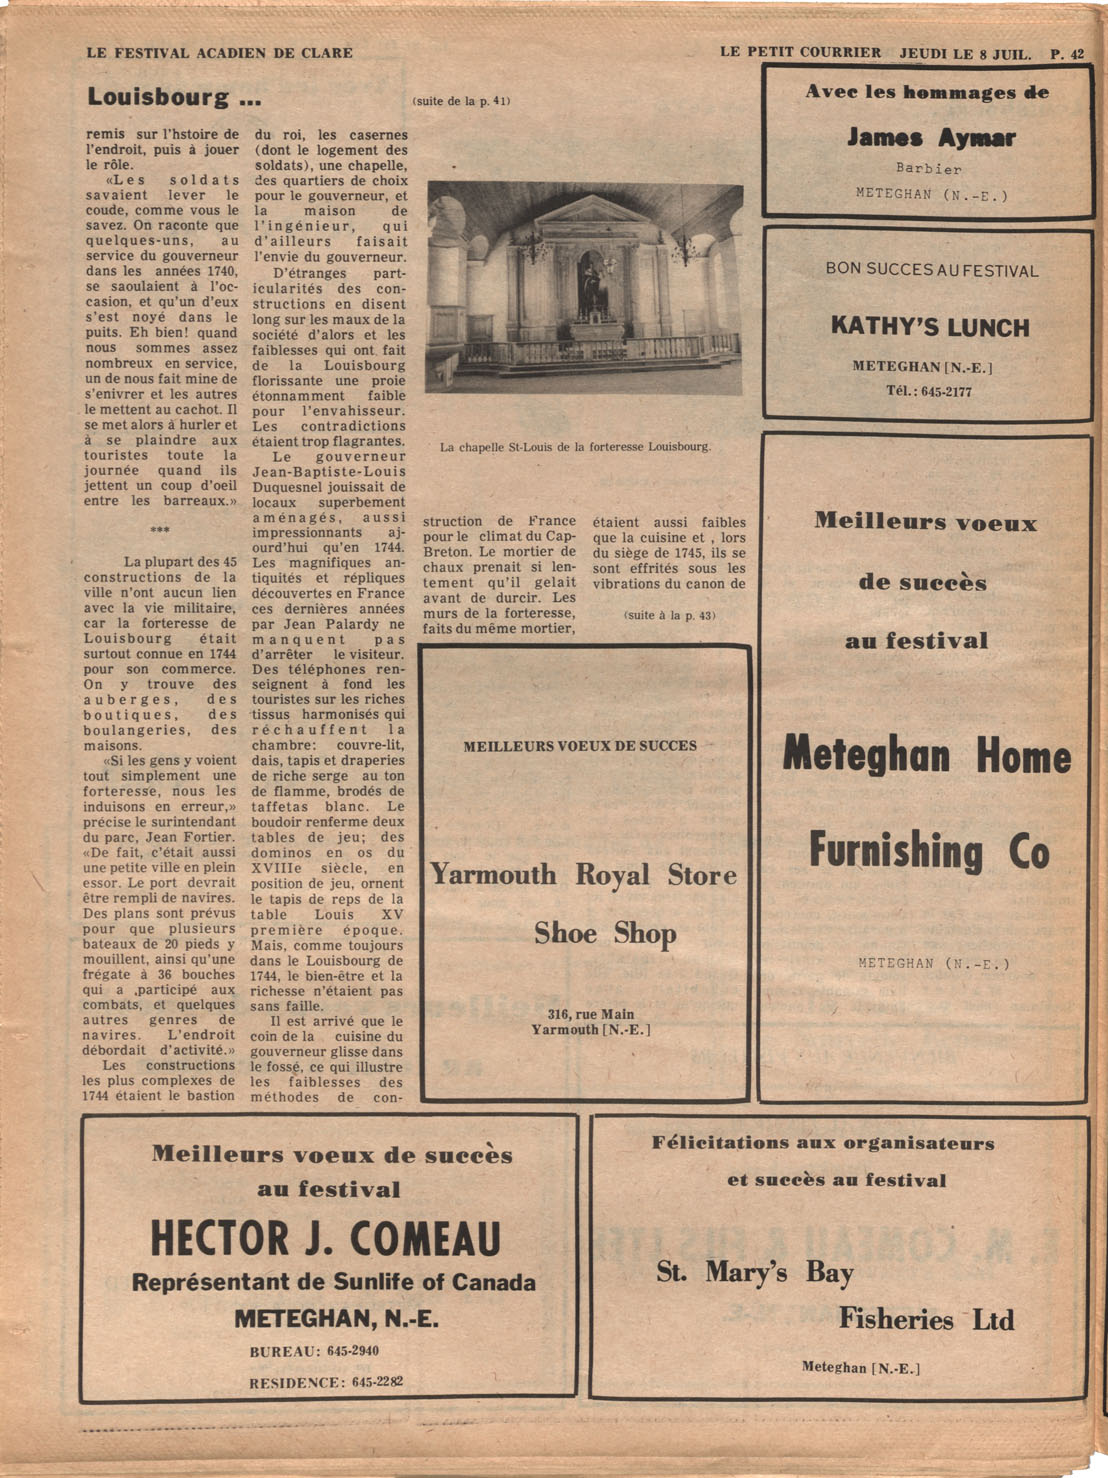 LE FESTIVAL ACADIEN DE CLARE
LE PETIT COURRIER JEUDI LE 8 JUIL. P. 42
Louisbourg ...
(suite de la p. 41)
remis sur l'hstoire de
l'endroit, puis à jouer
le rôle.
«Les soldats
savaient lever le
coude, comme vous le
savez. On raconte que
quelques-uns, au
service du gouverneur
dans les années 1740,
se saoulaient à l'oc-
casion, et qu'un d'eux
s'est noyé dans le
puits. Eh bien! quand
nous sommes assez
nombreux en service,
un de nous fait mine de
s'enivrer et les autres
le mettent au cachot. Il
se met alors à hurler et
à se plaindre aux
touristes toute la
journée quand ils
jettent un coup d'oeil
entre les barreaux.»
***
La plupart des 45
constructions de la
ville n'ont aucun lien
avec la vie militaire,
car la forteresse de
Louisbourg était
surtout connue en 1744
pour son commerce.
On y trouve des
auberges, des
boutiques, des
boulangeries, des
maisons.
«Si les gens y voient
tout simplement une
forteresse, nous les
induisons en erreur,»
précise le surintendant
du parc, Jean Fortier.
«De fait, c'était aussi
une petite ville en plein
essor. Le port devrait
être rempli de navires.
Des plans sont prévus
pour que plusieurs
bateaux de 20 pieds y
mouillent, ainsi qu'une
frégate à 36 bouches
qui a ,participé aux
combats, et quelques
autres genres de
navires. L'endroit
débordait d'activité.»
Les constructions
les plus complexes de
1744 étaient le bastion
du roi, les casernes
(dont le logement des
soldats), une chapelle,
des quartiers de choix
pour le gouverneur, et
la maison de
l'ingénieur, qui
d'ailleurs faisait
l'envie du gouverneur.
D'étranges part-
icularités des con-
structions en disent
long sur les maux de la
société d'alors et les
faiblesses qui ont fait
de la Louisbourg
florissante une proie
étonnamment faible
pour l'envahisseur.
Les contradictions
étaient trop flagrantes.
Le gouverneur
Jean-Baptiste-Louis
Duquesnel jouissait de
locaux superbement
aménagés, aussi
impressionnants aj-
ourd'hui qu'en 1744.
Les magnifiques an-
tiquités et répliques
découvertes en France
ces dernières années
par Jean Palardy ne
manquent pas
d'arrêter le visiteur.
Des téléphones ren-
seignent à fond les
touristes sur les riches
tissus harmonisés qui
réchauffent la
chambre: couvre-lit,
dais, tapis et draperies
de riche serge au ton
de flamme, brodés de
taffetas blanc. Le
boudoir renferme deux
tables de jeu; des
dominos en os du
XVIIIe siècle, en
position de jeu, ornent
le tapis de reps de la
table Louis XV
première époque.
Mais, comme toujours
dans le Louisbourg de
1744, le bien-être et la
richesse n'étaient pas
sans faille.
Il est arrivé que le
coin de la cuisine du
gouverneur glisse dans
le fossé, ce qui illustre
les faiblesses des
méthodes de con-
La chapelle St-Louis de la forteresse Louisbourg.
struction de France
pour le climat du Cap-
Breton. Le mortier de
chaux prenait si len-
tement qu'il gelait
avant de durcir. Les
murs de la forteresse,
faits du même mortier,
étaient aussi faibles
que la cuisine et , lors
du siège de 1745, ils se
sont effrités sous les
vibrations du canon de
(suite à la p. 43)
Avec les hommages de
James Aymar
Barbier
METEGHAN (N.-E.)
BON SUCCES AU FESTIVAL
KATHY'S LUNCH
METEGHAN [N.-E.]
Tél.: 645-2177
Meilleurs voeux
de succès
au festival
Meteghan Home
Furnishing Co
METEGHAN (N.-E.)
MEILLEURS VOEUX DE SUCCES
Yarmouth Royal Store
Shoe Shop
316, rue Main
Yarmouth [N.-E.]
Meilleurs voeux de succès
au festival
HECTOR J. COMEAU
Représentant de Sunlife of Canada
METEGHAN, N.-E.
BUREAU: 645-2940
RESIDENCE: 645-2282
Félicitations aux organisateurs
et succès au festival
St. Mary's Bay
Fisheries Ltd
Meteghan [N.-E.]